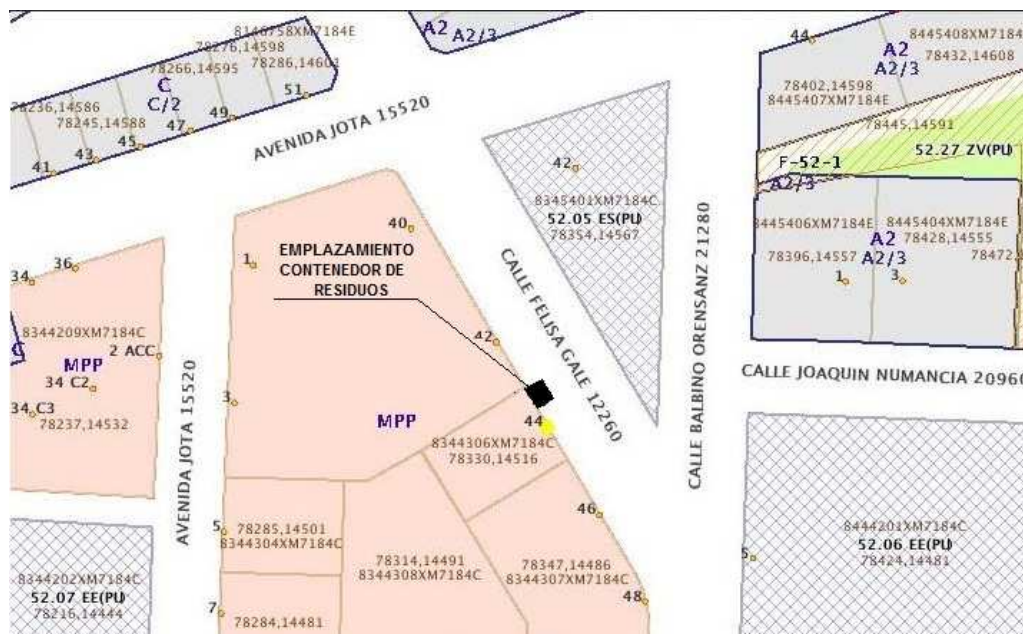 A2
A2/3
8146758XM7184E
78276,14598
78266,14595
78286,14601
C
C/2
78236,14586
78245,14588
41
43
45
47
49
51
AVENIDA JOTA 15520
44
A2
A2/3
8445408XM7184
78432,14608
78402,14598
8445407XM7184E
78445,14591
52.27 ZV(PU)
F-52-1
A2/3
42
8345401XM7184C
52.05 ES(PU)
78354,14567
8445406XM7184E
8445404XM7184E
A2
A2/3
78428,14555
78396,14557
78472,
1
3
40
1
EMPLAZAMIENTO
CONTENEDOR DE
RESIDUOS
CALLE FELISA GALE 12260
CALLE BALBINO ORENSANZ 21280
36
34
8344209XM7184C
2 ACC
MPP
34 C2
34 C3
78237,14532
AVENIDA JOTA 15520
42
3
MPP
44
8344306XM7184C
78330,14516
CALLE JOAQUIN NUMANCIA 20960
46
5
78285,14501
8344304XM7184C
78314,14491
8344308XM7184C
78347,14486
8344307XM7184C
48
7
78284,14481
8344202XM7184C
52.07 EE(PU)
78216,14444
8444201XM7184C
52.06 EE(PU)
78424,14481
5